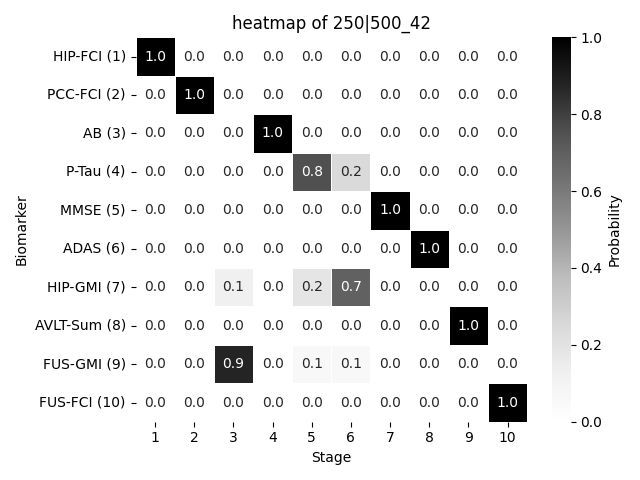 heatmap of 250|500_42
HIP-FCI (1) 1.0 0.0 0.0 0.0 0.0 0.0 0.0 0.0 0.0 0.0
PCC-FCI (2) 0.0 1.0 0.0 0.0 0.0 0.0 0.0 0.0 0.0 0.0
AB (3) 0.0 0.0 0.0 1.0 0.0 0.0 0.0 0.0 0.0 0.0
P-Tau (4) 0.0 0.0 0.0 0.0 0.8 0.2 0.0 0.0 0.0 0.0
MMSE (5) 0.0 0.0 0.0 0.0 0.0 0.0 1.0 0.0 0.0 0.0
ADAS (6) 0.0 0.0 0.0 0.0 0.0 0.0 0.0 1.0 0.0 0.0
HIP-GMI (7) 0.0 0.0 0.1 0.0 0.2 0.7 0.0 0.0 0.0 0.0
AVLT-Sum (8) 0.0 0.0 0.0 0.0 0.0 0.0 0.0 0.0 1.0 0.0
FUS-GMI (9) 0.0 0.0 0.9 0.0 0.1 0.1 0.0 0.0 0.0 0.0
FUS-FCI (10) 0.0 0.0 0.0 0.0 0.0 0.0 0.0 0.0 0.0 1.0
1 2 3 4 5 6 7 8 9 10
Stage
Biomarker
1.0
0.8
0.6
0.4
0.2
0.0
Probability